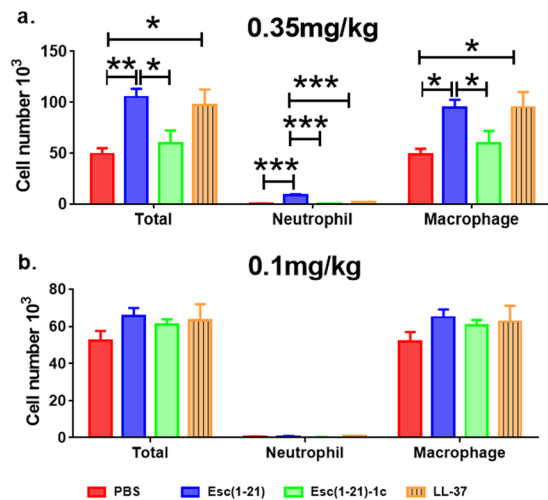 a. 0.35mg/kg
*
** * *** * *
***
***
Cell number 10³
150
100
50
0
Total Neutrophil Macrophage
b. 0.1mg/kg
Cell number 10³
80
60
40
20
0
Total Neutrophil Macrophage
PBS Esc(1-21) Esc(1-21)-1c LL-37